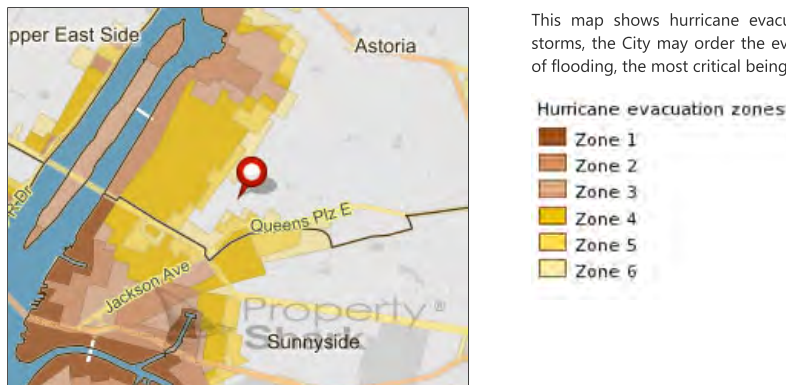 pper East Side
Astoria
R-Dr
Queens Plz E
Jackson Ave
Property ®
Shark
Sunnyside
This map shows hurricane evacu
storms, the City may order the ev
of flooding, the most critical being
Hurricane evacuation zones
Zone 1
Zone 2
Zone 3
Zone 4
Zone 5
Zone 6